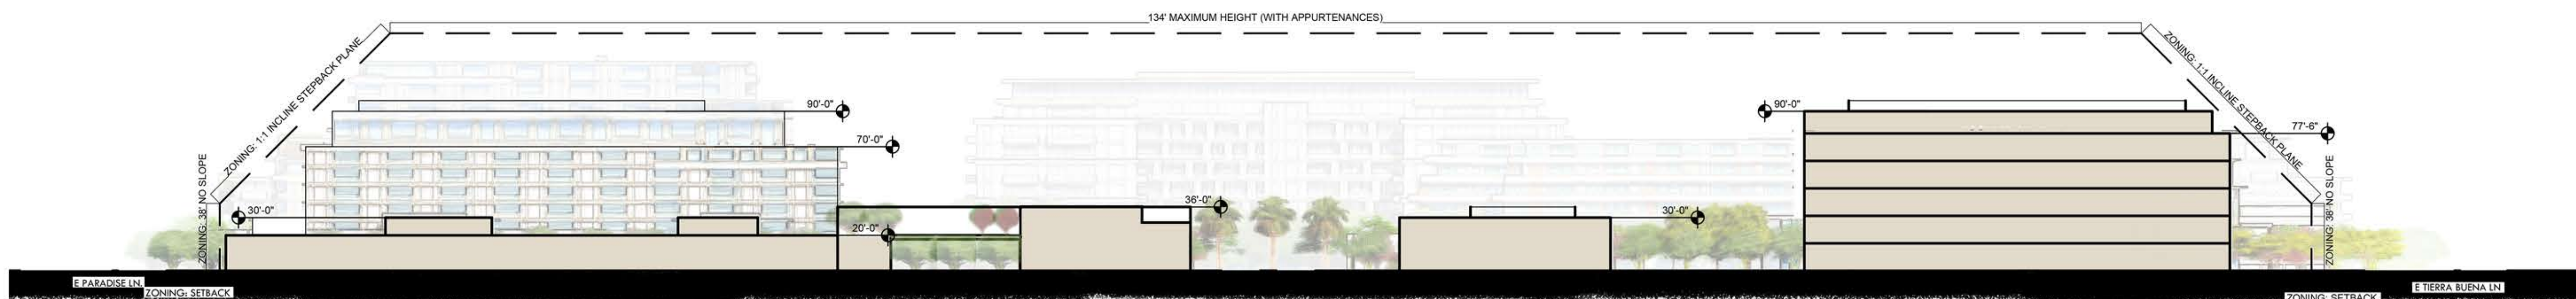 134' MAXIMUM HEIGHT (WITH APPURTENANCES)
ZONING: 1:1 INCLINE STEPBACK PLANE
ZONING: 1:1 INCLINE STEPBACK PLANE
90'-0"
90'-0"
77'-6"
70'-0"
ZONING: 38' NO SLOPE
30'-0"
36'-0"
30'-0"
20'-0"
ZONING: 38' NO SLOPE
E PARADISE LN.
ZONING: SETBACK
E TIERRA BUENA LN
ZONING: SETBACK